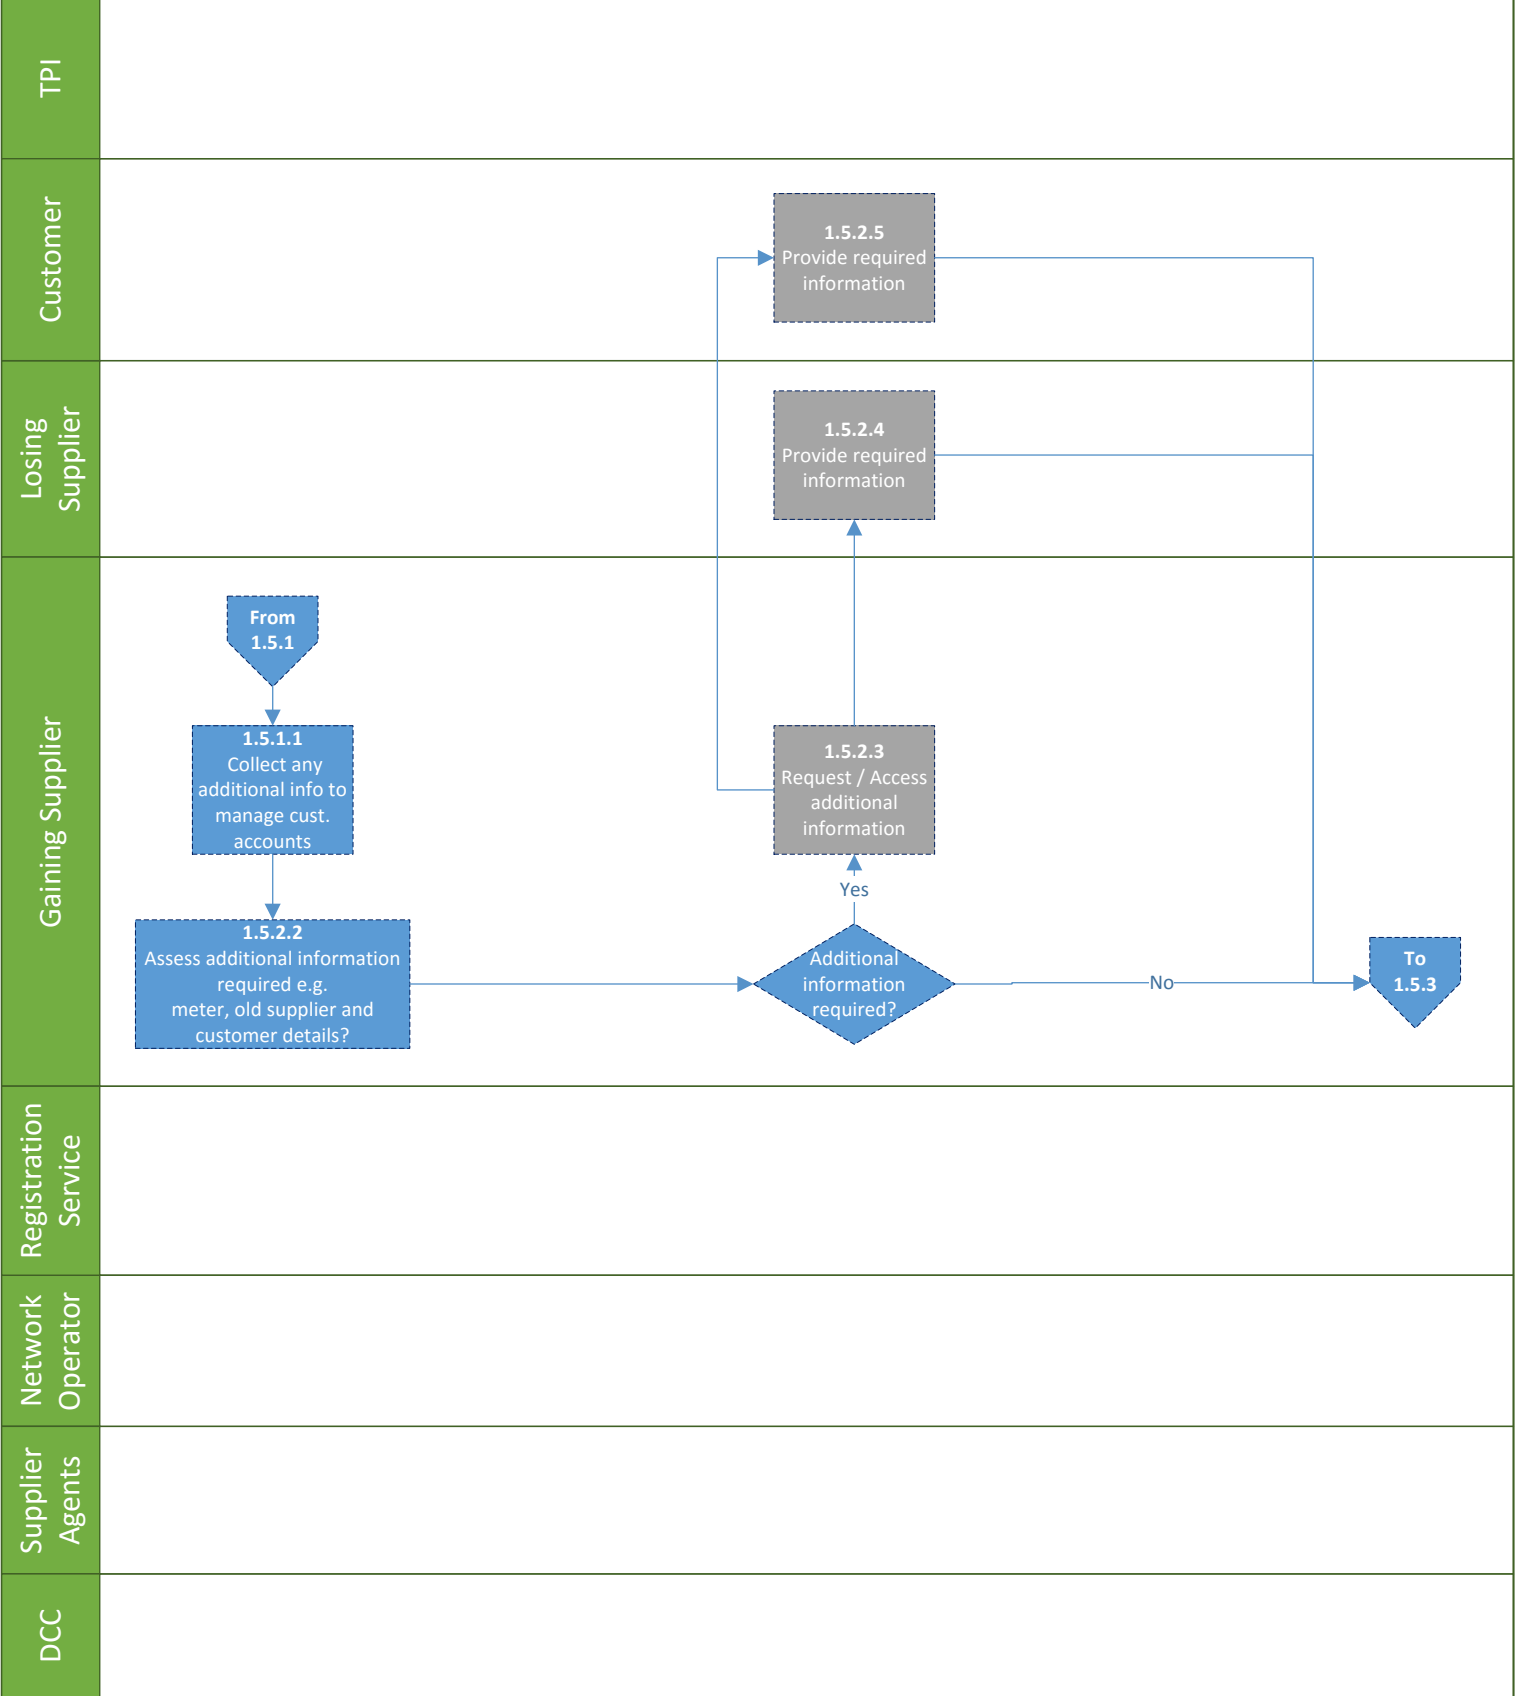 TPI
Customer
1.5.2.5
Provide required
information
Losing
Supplier
1.5.2.4
Provide required
information
Gaining Supplier
From
1.5.1
1.5.1.1
Collect any
additional info to
manage cust.
accounts
1.5.2.2
Assess additional information
required e.g.
meter, old supplier and
customer details?
1.5.2.3
Request / Access
additional
information
Yes
Additional
information
required?
No
To
1.5.3
Registration
Service
Network
Operator
Supplier
Agents
DCC